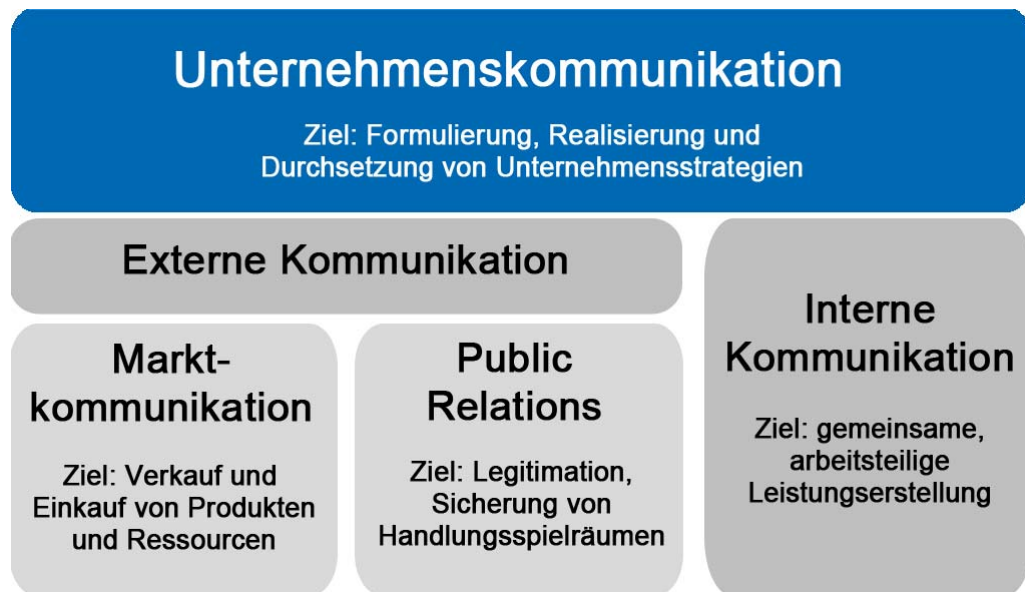 Unternehmenskommunikation
Ziel: Formulierung, Realisierung und
Durchsetzung von Unternehmensstrategien
Externe Kommunikation
Markt-
kommunikation
Ziel: Verkauf und
Einkauf von Produkten
und Ressourcen
Public
Relations
Ziel: Legitimation,
Sicherung von
Handlungsspielräumen
Interne
Kommunikation
Ziel: gemeinsame,
arbeitsteilige
Leistungserstellung